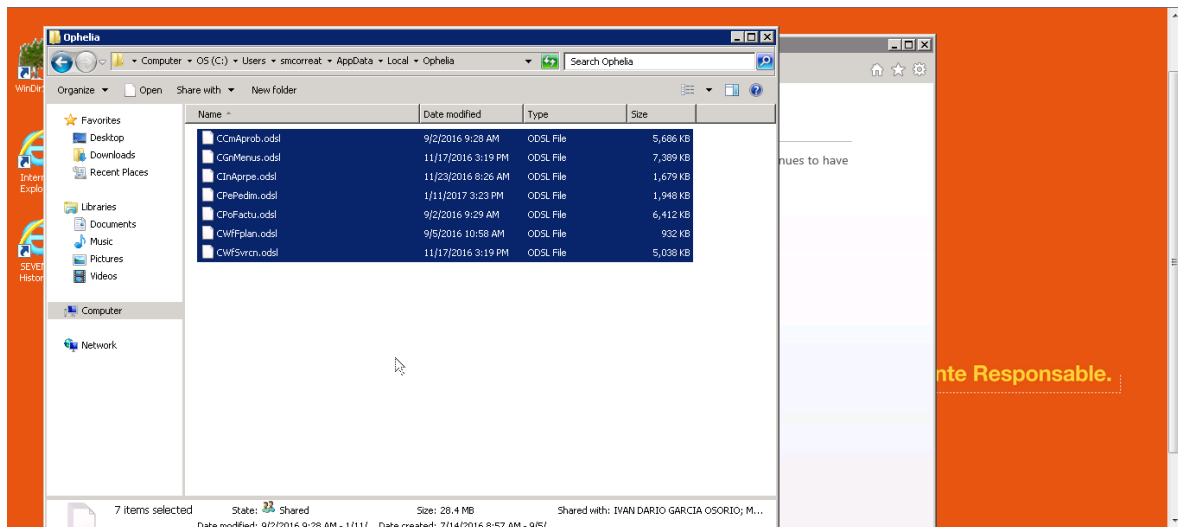 Ophelia
Computer OS (C:) Users smcorreat AppData Local Ophelia
Search Ophelia
Organize Open Share with New folder
Name Date modified Type Size
Favorites
Desktop
Downloads
Recent Places
Libraries
Documents
Music
Pictures
Videos
Computer
Network
CCmAprob.odsl 9/2/2016 9:28 AM ODSL File 5,686 KB
CGnMenus.odsl 11/17/2016 3:19 PM ODSL File 7,389 KB
CInAprpe.odsl 11/23/2016 8:26 AM ODSL File 1,679 KB
CPePedim.odsl 1/11/2017 3:23 PM ODSL File 1,948 KB
CPoFactu.odsl 9/2/2016 9:29 AM ODSL File 6,412 KB
CWfFplan.odsl 9/5/2016 10:58 AM ODSL File 932 KB
CWfSvrcn.odsl 11/17/2016 3:19 PM ODSL File 5,038 KB
7 items selected State: Shared Size: 28.4 MB Shared with: IVAN DARIO GARCIA OSORIO; M...
Date modified: 9/2/2016 9:28 AM - 1/11/... Date created: 7/14/2016 8:57 AM - 9/5/...
WinDir
Intern
Explo
SEVEN
Histor
nues to have
nte Responsable.